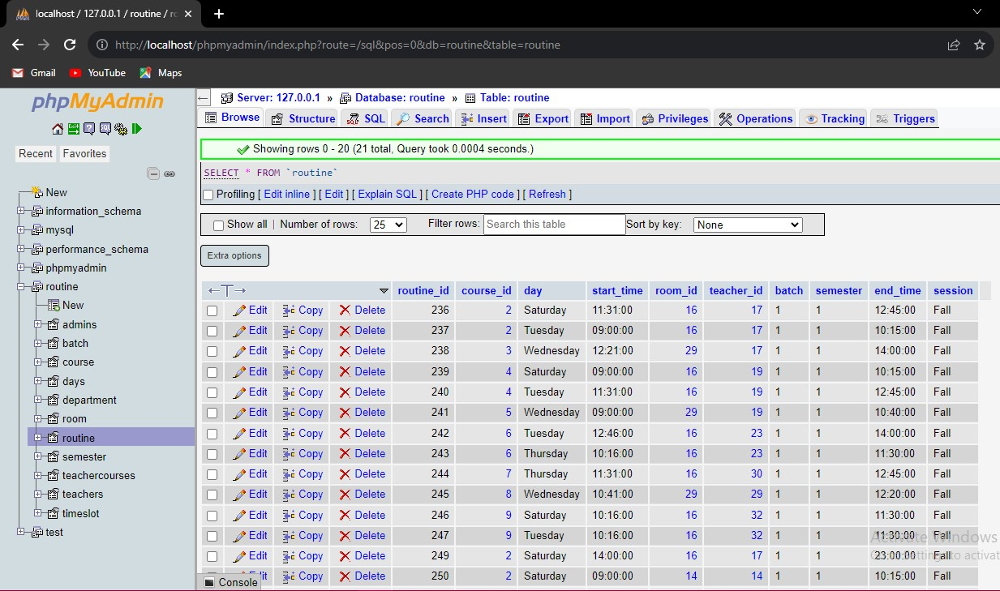 localhost / 127.0.0.1 / routine / ro
http://localhost/phpmyadmin/index.php?route=/sql&pos=0&db=routine&table=routine
Gmail YouTube Maps
phpMyAdmin
Recent Favorites
New
information_schema
mysql
performance_schema
phpmyadmin
routine
New
admins
batch
course
days
department
room
routine
semester
teachercourses
teachers
timeslot
test
Server: 127.0.0.1 » Database: routine » Table: routine
Browse Structure SQL Search Insert Export Import Privileges Operations Tracking Triggers
Showing rows 0 - 20 (21 total, Query took 0.0004 seconds.)
SELECT * FROM `routine`
Profiling [ Edit inline ] [ Edit ] [ Explain SQL ] [ Create PHP code ] [ Refresh ]
Show all | Number of rows: 25 Filter rows: Search this table Sort by key: None
Extra options
←T→ routine_id course_id day start_time room_id teacher_id batch semester end_time session
Edit Copy Delete 236 2 Saturday 11:31:00 16 17 1 1 12:45:00 Fall
Edit Copy Delete 237 2 Tuesday 09:00:00 16 17 1 1 10:15:00 Fall
Edit Copy Delete 238 3 Wednesday 12:21:00 29 17 1 1 14:00:00 Fall
Edit Copy Delete 239 4 Saturday 09:00:00 16 19 1 1 10:15:00 Fall
Edit Copy Delete 240 4 Tuesday 11:31:00 16 19 1 1 12:45:00 Fall
Edit Copy Delete 241 5 Wednesday 09:00:00 29 19 1 1 10:40:00 Fall
Edit Copy Delete 242 6 Tuesday 12:46:00 16 23 1 1 14:00:00 Fall
Edit Copy Delete 243 6 Thursday 10:16:00 16 23 1 1 11:30:00 Fall
Edit Copy Delete 244 7 Thursday 11:31:00 16 30 1 1 12:45:00 Fall
Edit Copy Delete 245 8 Wednesday 10:41:00 29 29 1 1 12:20:00 Fall
Edit Copy Delete 246 9 Saturday 10:16:00 16 32 1 1 11:30:00 Fall
Edit Copy Delete 247 9 Tuesday 10:16:00 16 32 1 1 11:30:00 Fall
Activate Windows
Edit Copy Delete 249 2 Saturday 14:00:00 16 17 1 1 23:00:00 Fall
to activat
Edit Copy Delete 250 2 Saturday 09:00:00 14 14 1 1 10:15:00 Fall
Console